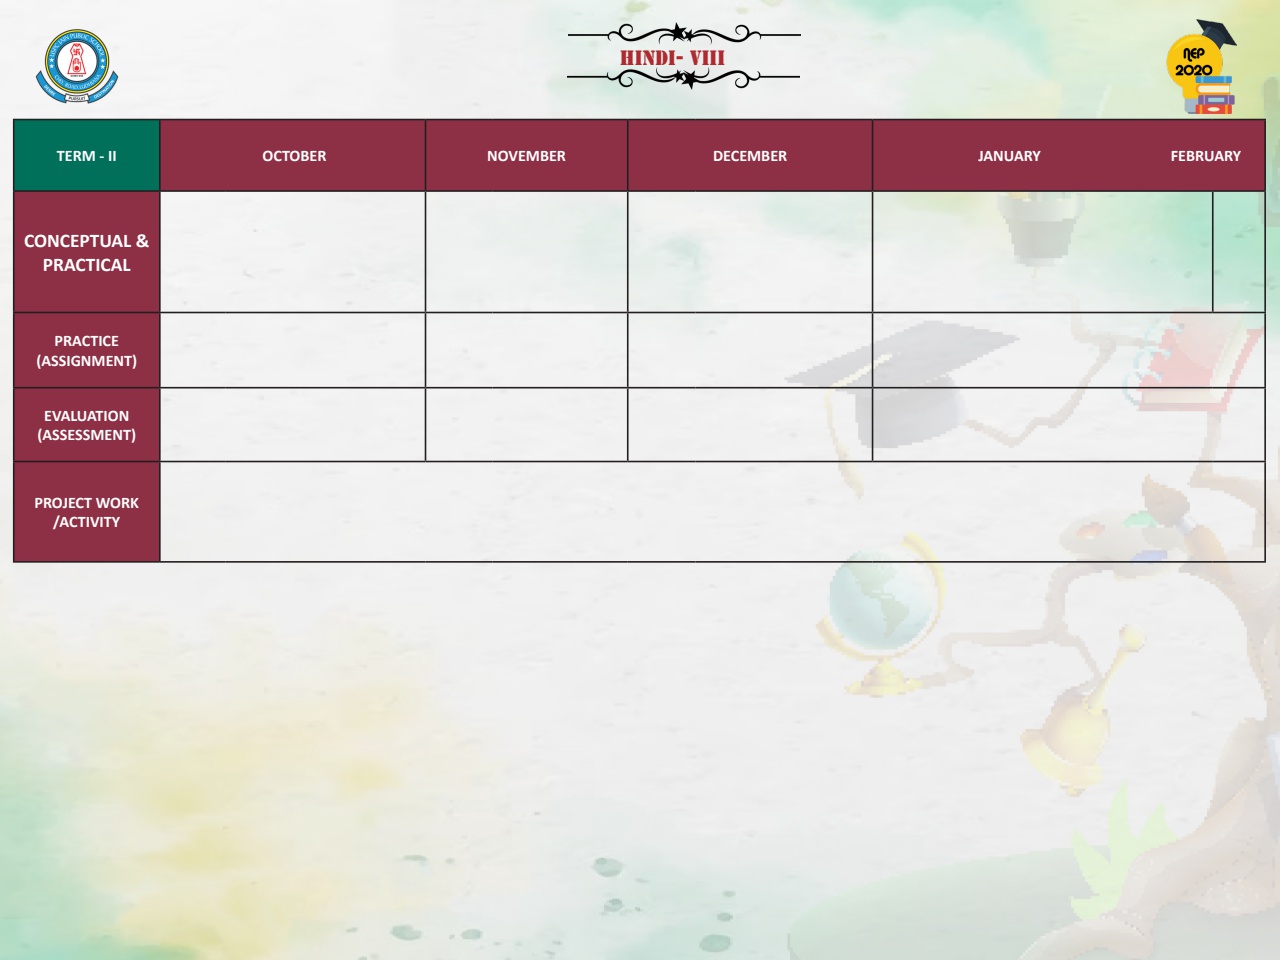 HINDI- VIII
NEP
2020
TERM - II
OCTOBER
NOVEMBER
DECEMBER
JANUARY
FEBRUARY
CONCEPTUAL &
PRACTICAL
PRACTICE
(ASSIGNMENT)
EVALUATION
(ASSESSMENT)
PROJECT WORK
/ACTIVITY